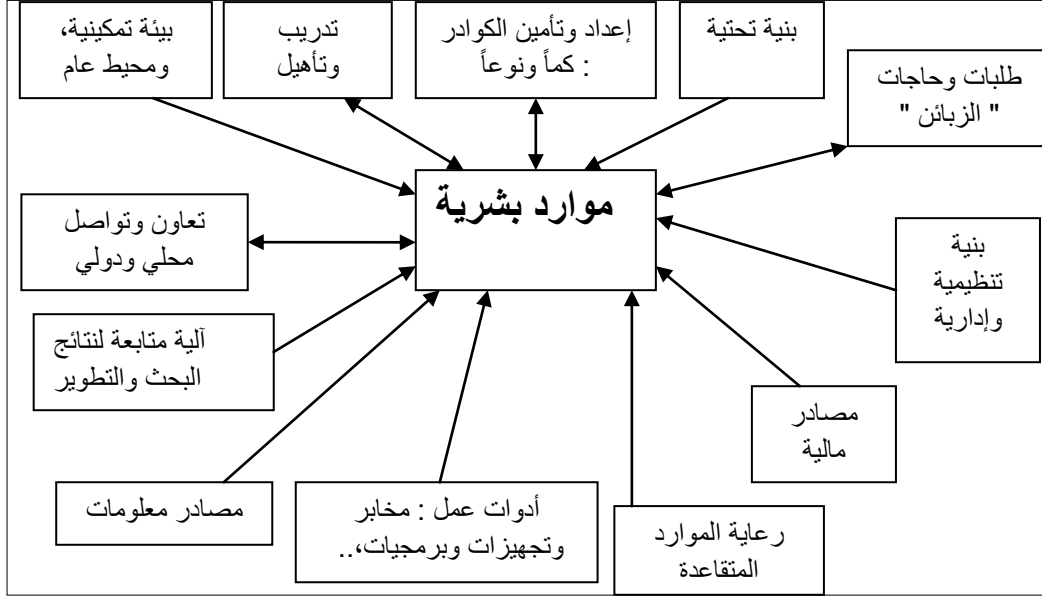 بنية تحتية
إعداد وتأمين الكوادر
: كماً ونوعاً
تدريب
وتأهيل
بيئة تمكينية،
ومحيط عام
طلبات وحاجات
" الزبائن "
موارد بشرية
تعاون وتواصل
محلي ودولي
بنية
تنظيمية
وإدارية
آلية متابعة لنتائج
البحث والتطوير
مصادر
مالية
رعاية الموارد
المتقاعدة
أدوات عمل : مخابر
وتجهيزات وبرمجيات،..
مصادر معلومات